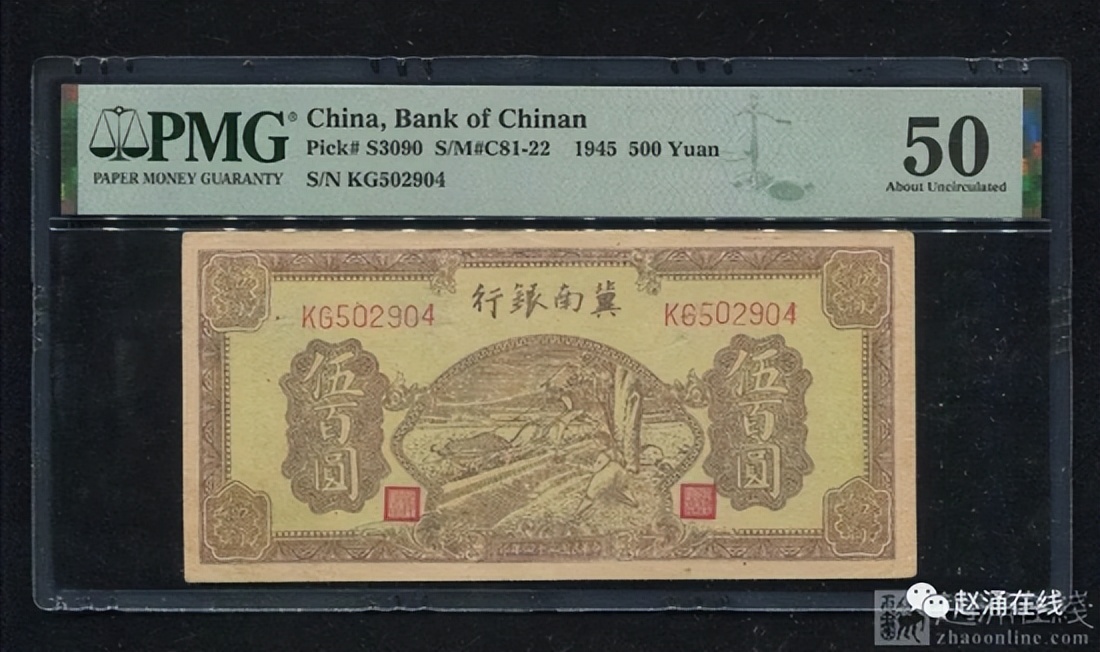 PMG®
PAPER MONEY GUARANTY
China, Bank of Chinan
Pick# S3090 S/M#C81-22 1945 500 Yuan
S/N KG502904
50
About Uncirculated
行銀南冀
KG502904
KG502904
伍百圓
伍百圓
赵涌在线
zhaoonline.com